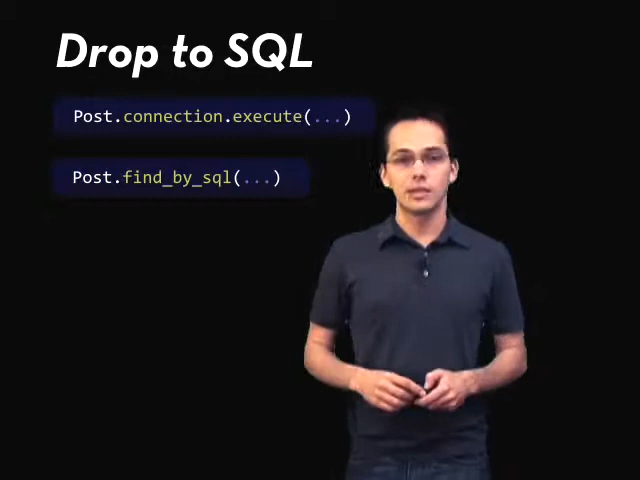 Drop to SQL
Post.connection.execute(...)
Post.find_by_sql(...)